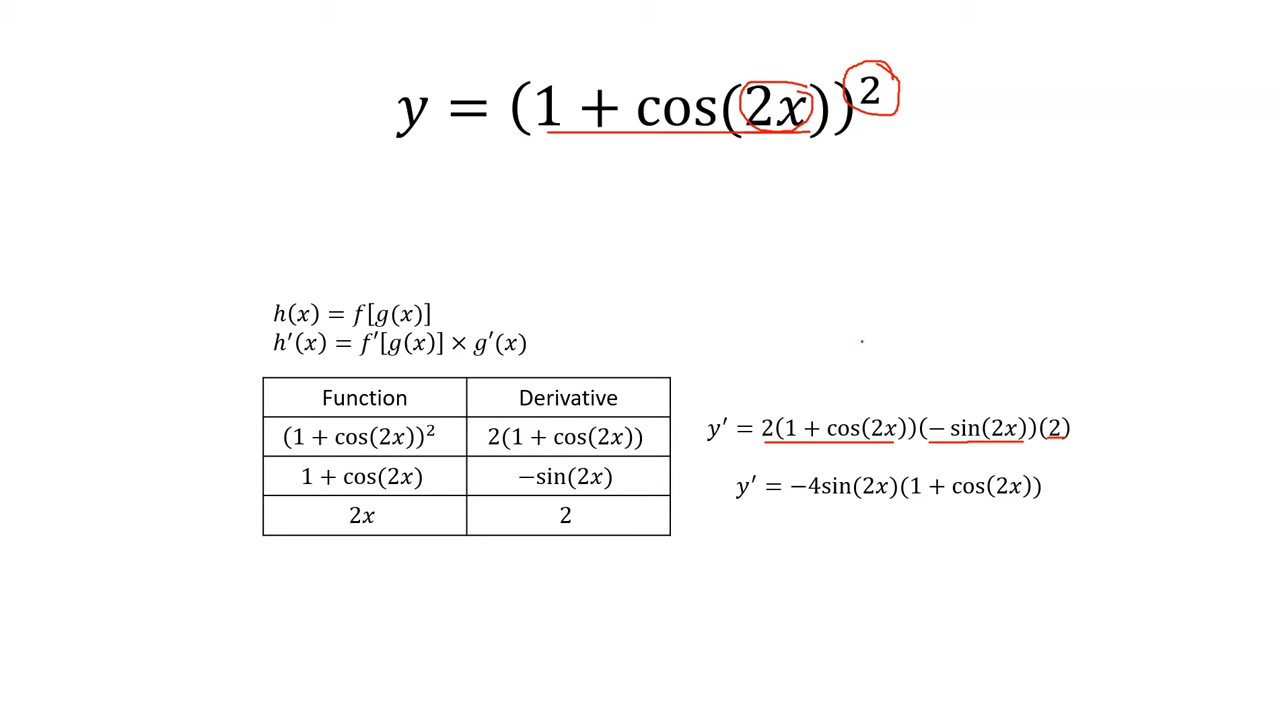 y = (1 + cos(2x))²
h(x) = f[g(x)]
h′(x) = f′[g(x)] × g′(x)
Function Derivative
(1 + cos(2x))² 2(1 + cos(2x))
1 + cos(2x) −sin(2x)
2x 2
y′ = 2(1 + cos(2x))(− sin(2x))(2)
y′ = −4sin(2x)(1 + cos(2x))